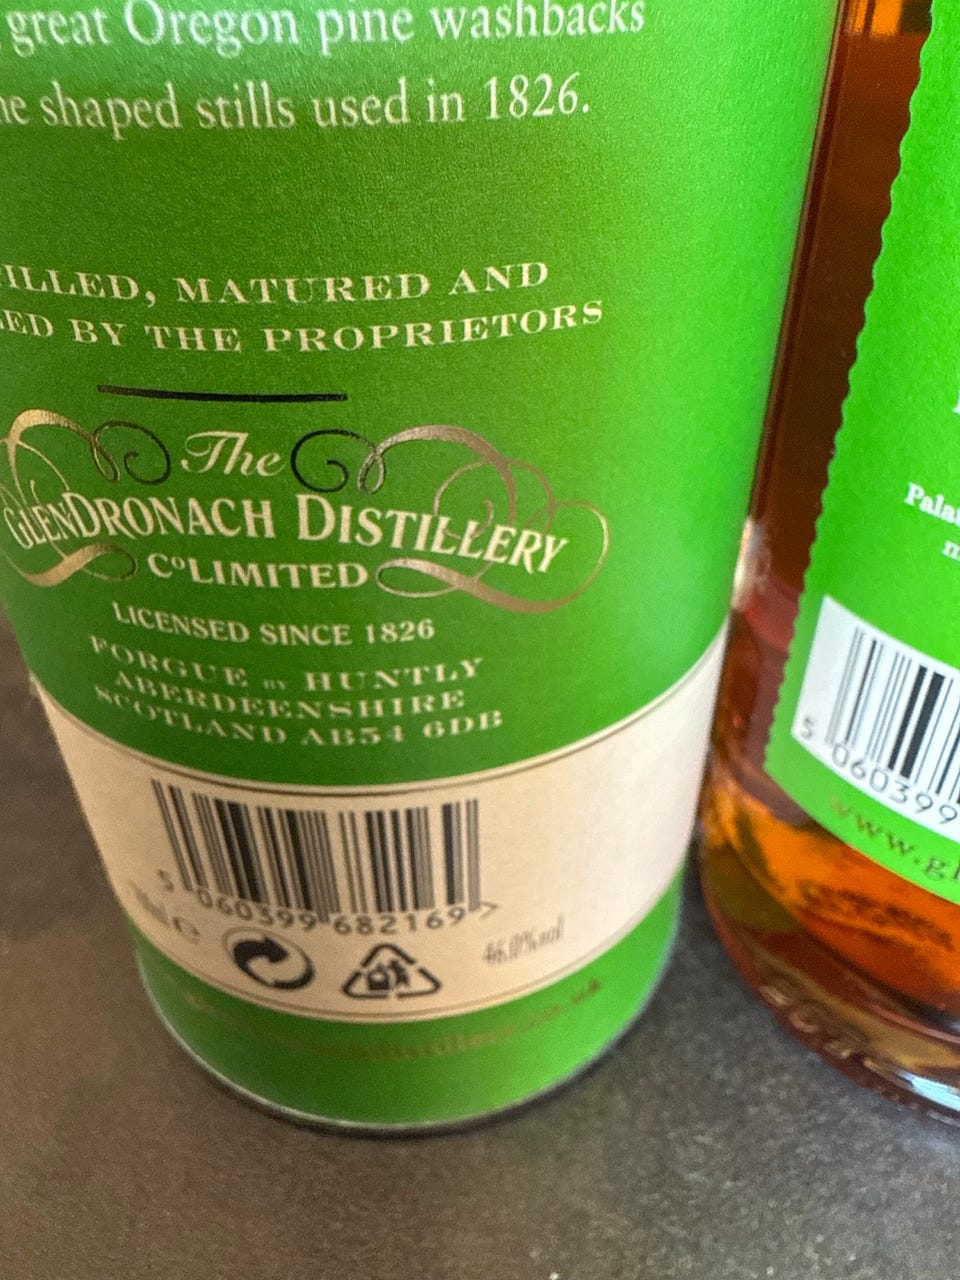 great Oregon pine washbacks
shaped stills used in 1826.
MATURED AND
BY THE PROPRIETORS
The
GLENDRONACH DISTILLERY
Cº LIMITED
LICENSED SINCE 1826
FORGUE BY HUNTLY
ABERDEENSHIRE
SCOTLAND AB54 6DB
5 060399 682169 >
e
46.0%vol
5 060399
www.gl